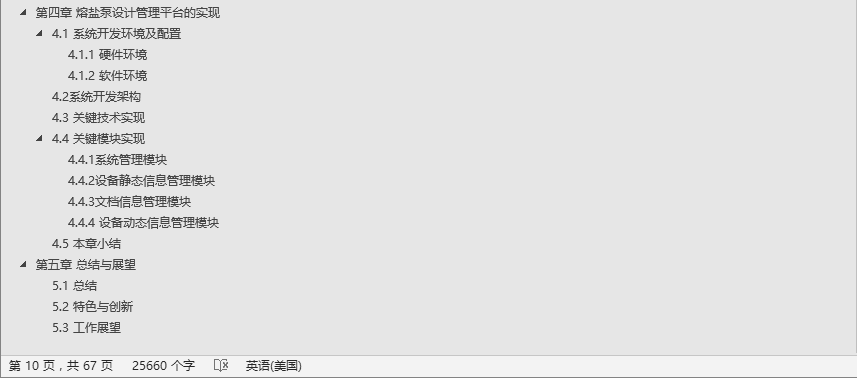 第四章 熔盐泵设计管理平台的实现
4.1 系统开发环境及配置
4.1.1 硬件环境
4.1.2 软件环境
4.2系统开发架构
4.3 关键技术实现
4.4 关键模块实现
4.4.1系统管理模块
4.4.2设备静态信息管理模块
4.4.3文档信息管理模块
4.4.4 设备动态信息管理模块
4.5 本章小结
第五章 总结与展望
5.1 总结
5.2 特色与创新
5.3 工作展望
第 10 页，共 67 页 25660 个字 英语(美国)